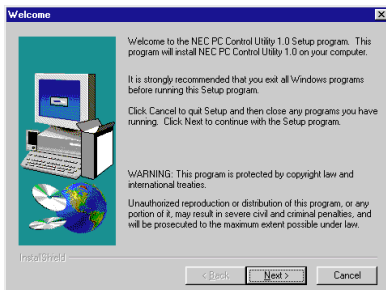 Welcome
Welcome to the NEC PC Control Utility 1.0 Setup program. This
program will install NEC PC Control Utility 1.0 on your computer.
It is strongly recommended that you exit all Windows programs
before running this Setup program.
Click Cancel to quit Setup and then close any programs you have
running. Click Next to continue with the Setup program.
WARNING: This program is protected by copyright law and
international treaties.
Unauthorized reproduction or distribution of this program, or any
portion of it, may result in severe civil and criminal penalties, and
will be prosecuted to the maximum extent possible under law.
InstallShield
< Back
Next >
Cancel